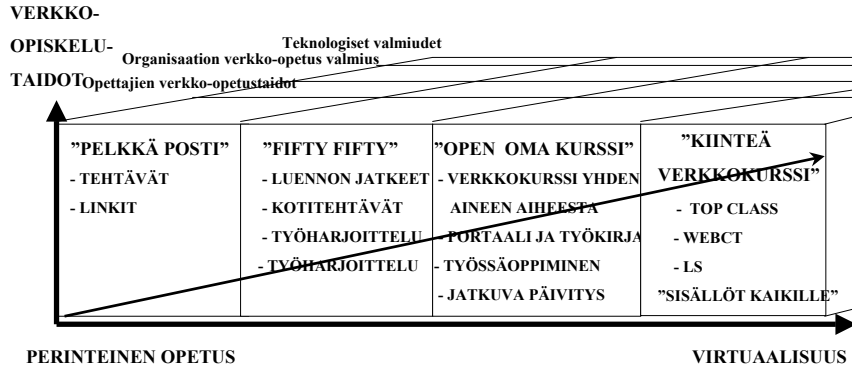 VERKKO-
OPISKELU-
TAIDOT
Teknologiset valmiudet
Organisaation verkko-opetus valmius
Opettajien verkko-opetustaidot
”PELKKÄ POSTI”
- TEHTÄVÄT
- LINKIT
”FIFTY FIFTY”
- LUENNON JATKEET
- KOTITEHTÄVÄT
- TYÖHARJOITTELU
- TYÖHARJOITTELU
”OPEN OMA KURSSI”
- VERKKOKURSSI YHDEN
AINEEN AIHEESTA
- PORTAALI JA TYÖKIRJA
- TYÖSSÄOPPIMINEN
- JATKUVA PÄIVITYS
”KIINTEÄ
VERKKOKURSSI”
- TOP CLASS
- WEBCT
- LS
”SISÄLLÖT KAIKILLE”
PERINTEINEN OPETUS
VIRTUAALISUUS